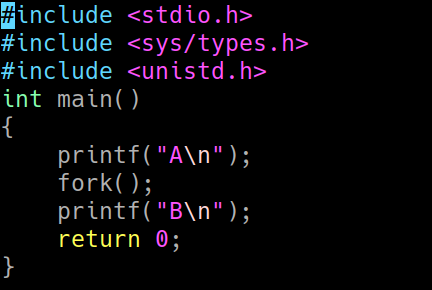 #include <stdio.h>
#include <sys/types.h>
#include <unistd.h>
int main()
{
    printf("A\n");
    fork();
    printf("B\n");
    return 0;
}